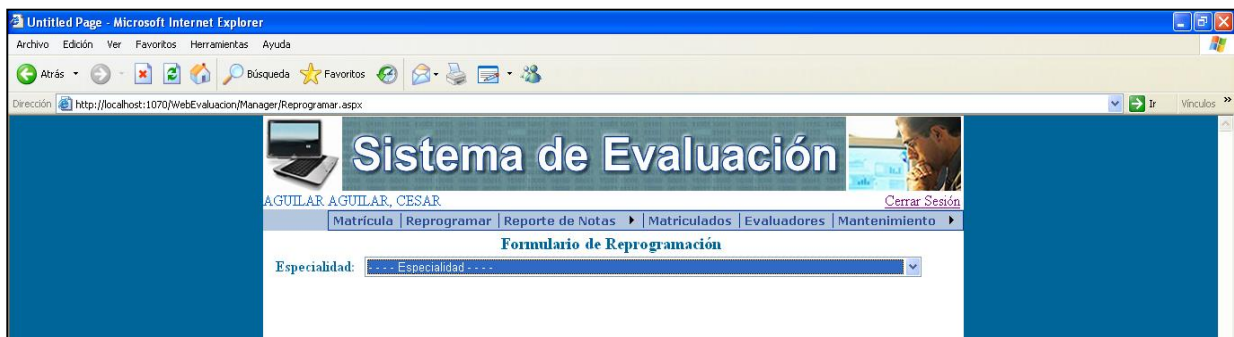 Untitled Page - Microsoft Internet Explorer
Archivo Edición Ver Favoritos Herramientas Ayuda
Atrás Búsqueda Favoritos
Dirección http://localhost:1070/WebEvaluacion/Manager/Reprogramar.aspx Ir Vínculos »
Sistema de Evaluación
AGUILAR AGUILAR, CESAR Cerrar Sesión
Matrícula | Reprogramar | Reporte de Notas | Matriculados | Evaluadores | Mantenimiento
Formulario de Reprogramación
Especialidad: - - - - Especialidad - - - -